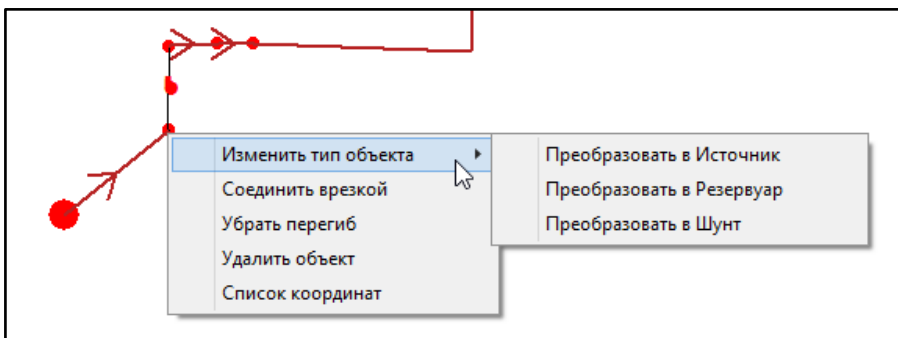 Изменить тип объекта
Соединить врезкой
Убрать перегиб
Удалить объект
Список координат
Преобразовать в Источник
Преобразовать в Резервуар
Преобразовать в Шунт